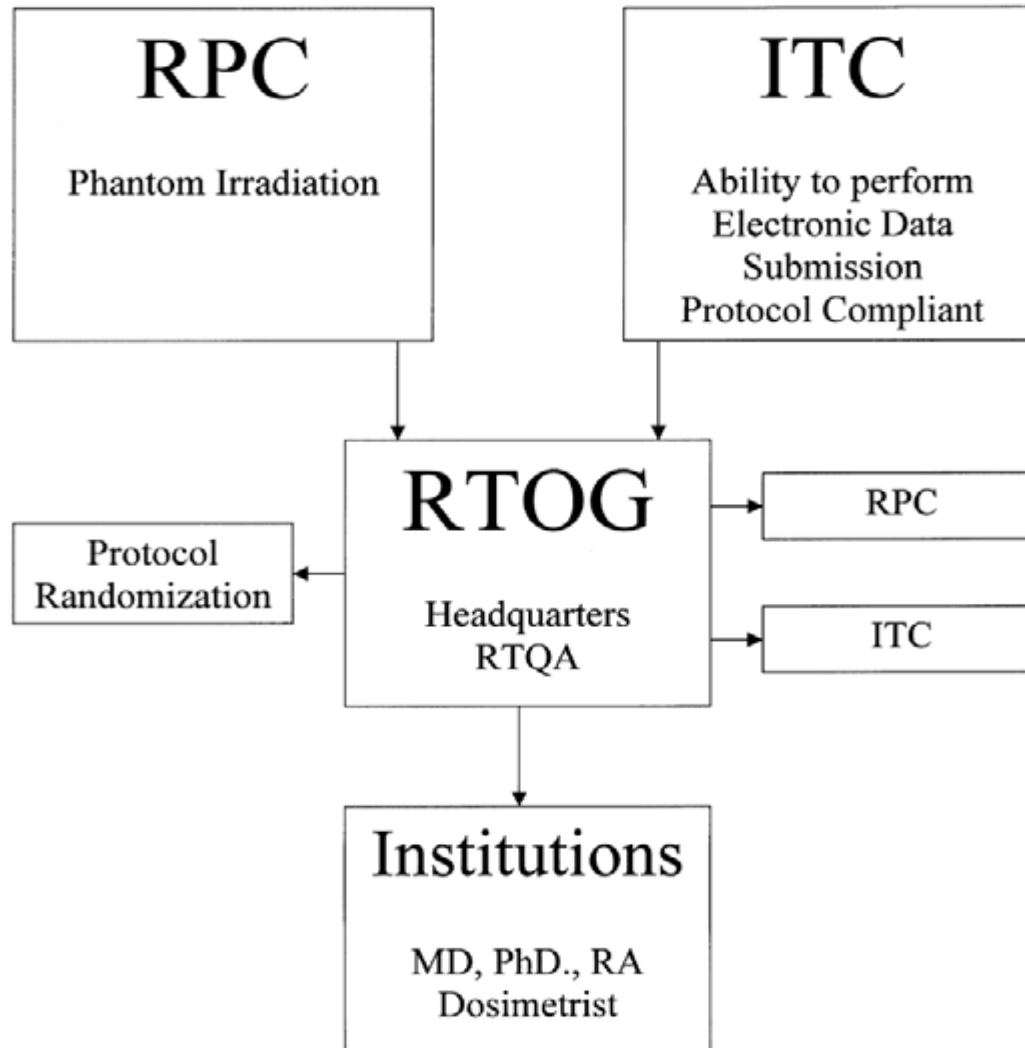 RPC
Phantom Irradiation
ITC
Ability to perform
Electronic Data
Submission
Protocol Compliant
RTOG
Headquarters
RTQA
Protocol
Randomization
RPC
ITC
Institutions
MD, PhD., RA
Dosimetrist